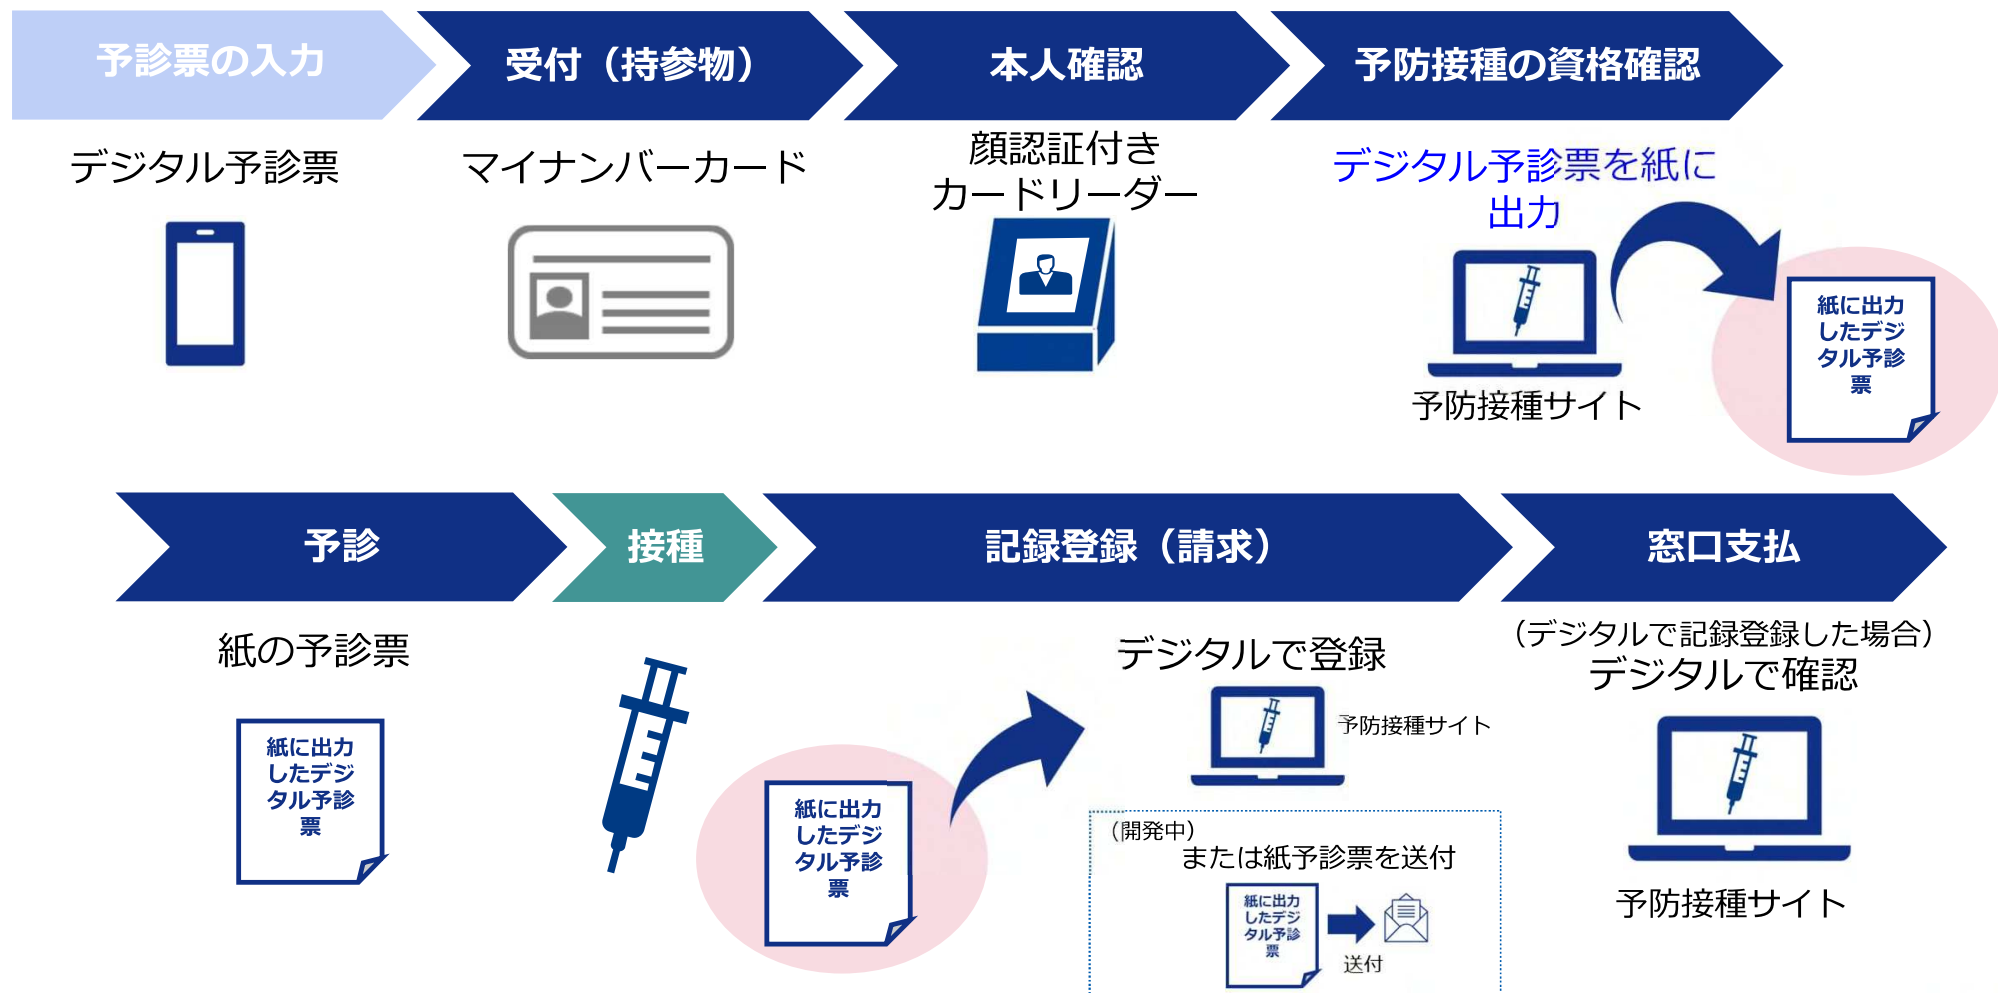 予診票の入力
受付（持参物）
本人確認
予防接種の資格確認
デジタル予診票
マイナンバーカード
顔認証付き
カードリーダー
デジタル予診票を紙に
出力
紙に出力
したデジ
タル予診
票
予防接種サイト
予診
接種
記録登録（請求）
窓口支払
紙の予診票
紙に出力
したデジ
タル予診
票
紙に出力
したデジ
タル予診
票
デジタルで登録
予防接種サイト
（開発中）
または紙予診票を送付
紙に出力
したデジ
タル予診
票
送付
（デジタルで記録登録した場合）
デジタルで確認
予防接種サイト